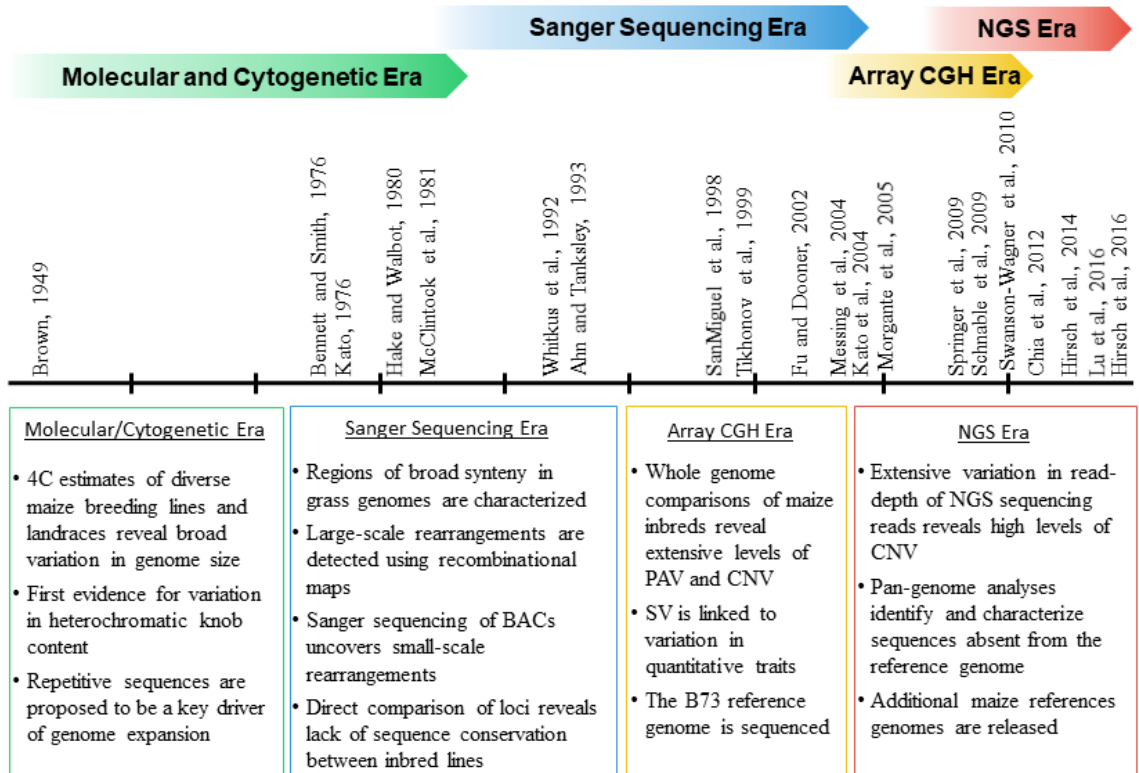 Sanger Sequencing Era
NGS Era
Molecular and Cytogenetic Era
Array CGH Era
Brown, 1949
Bennett and Smith, 1976
Kato, 1976
Hake and Walbot, 1980
McClintock et al., 1981
Whitkus et al., 1992
Ahn and Tanksley, 1993
SanMiguel et al., 1998
Tikhonov et al., 1999
Fu and Dooner, 2002
Messing et al., 2004
Kato et al., 2004
Morgante et al., 2005
Springer et al., 2009
Schnable et al., 2009
Swanson-Wagner et al., 2010
Chia et al., 2012
Hirsch et al., 2014
Lu et al., 2016
Hirsch et al., 2016
Molecular/Cytogenetic Era
• 4C estimates of diverse
maize breeding lines and
landraces reveal broad
variation in genome size
• First evidence for variation
in heterochromatic knob
content
• Repetitive sequences are
proposed to be a key driver
of genome expansion
Sanger Sequencing Era
• Regions of broad synteny in
grass genomes are characterized
• Large-scale rearrangements are
detected using recombinational
maps
• Sanger sequencing of BACs
uncovers small-scale
rearrangements
• Direct comparison of loci reveals
lack of sequence conservation
between inbred lines
Array CGH Era
• Whole genome
comparisons of maize
inbreds reveal
extensive levels of
PAV and CNV
• SV is linked to
variation in
quantitative traits
• The B73 reference
genome is sequenced
NGS Era
• Extensive variation in read-
depth of NGS sequencing
reads reveals high levels of
CNV
• Pan-genome analyses
identify and characterize
sequences absent from the
reference genome
• Additional maize references
genomes are released